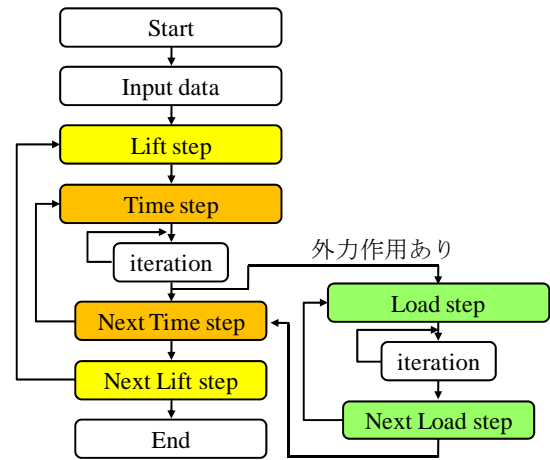 Start
Input data
Lift step
Time step
iteration
Next Time step
Next Lift step
End
外力作用あり
Load step
iteration
Next Load step